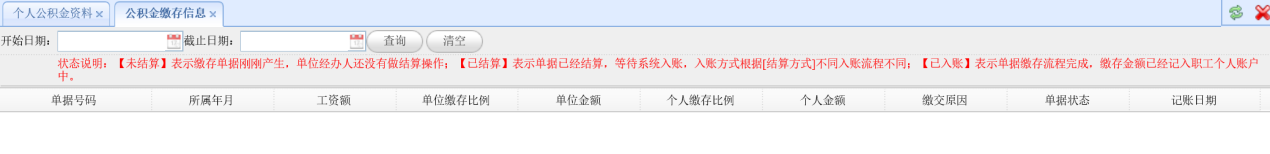 个人公积金资料 公积金缴存信息
开始日期： 截止日期： 查询 清空
状态说明：【未结算】表示缴存单据刚刚产生，单位经办人还没有做结算操作；【已结算】表示单据已经结算，等待系统入账，入账方式根据[结算方式]不同入账流程不同；【已入账】表示单据缴存流程完成，缴存金额已经记入职工个人账户
中。
单据号码 所属年月 工资额 单位缴存比例 单位金额 个人缴存比例 个人金额 缴交原因 单据状态 记账日期